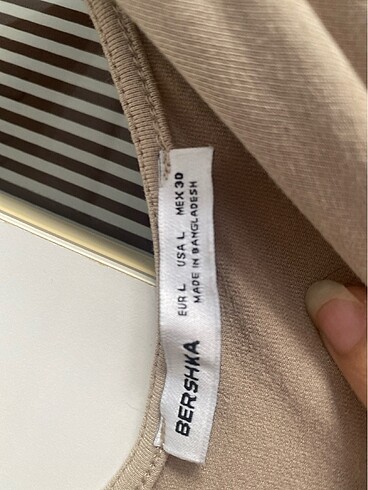 BERSHKA
EUR L USA L MEX 30
MADE IN BANGLADESH